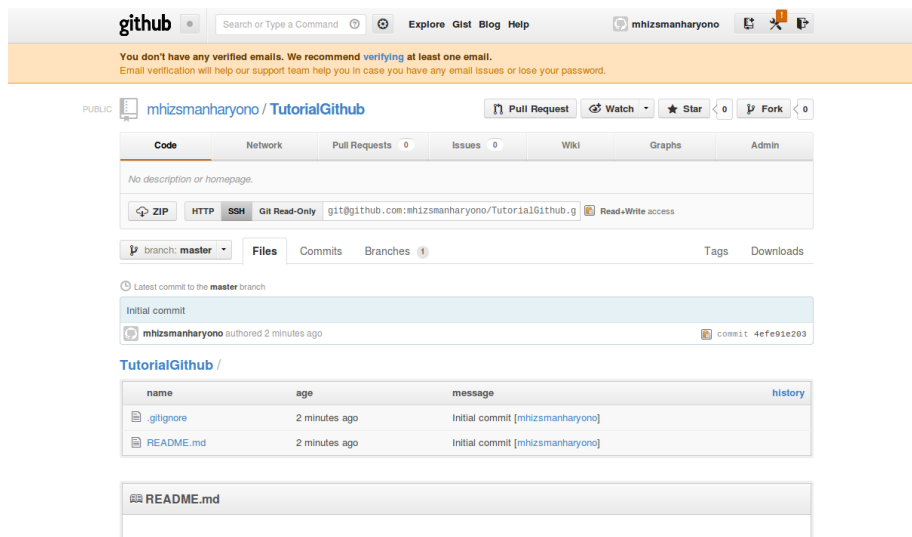 github Search or Type a Command Explore Gist Blog Help mhizsmanharyono !
You don't have any verified emails. We recommend verifying at least one email.
Email verification will help our support team help you in case you have any email issues or lose your password.
PUBLIC mhizsmanharyono / TutorialGithub Pull Request Watch Star 0 Fork 0
Code Network Pull Requests 0 Issues 0 Wiki Graphs Admin
No description or homepage.
ZIP HTTP SSH Git Read-Only git@github.com:mhizsmanharyono/TutorialGithub.g Read+Write access
branch: master Files Commits Branches 1 Tags Downloads
Latest commit to the master branch
Initial commit
mhizsmanharyono authored 2 minutes ago commit 4efe91e203
TutorialGithub /
name age message history
.gitignore 2 minutes ago Initial commit [mhizsmanharyono]
README.md 2 minutes ago Initial commit [mhizsmanharyono]
README.md